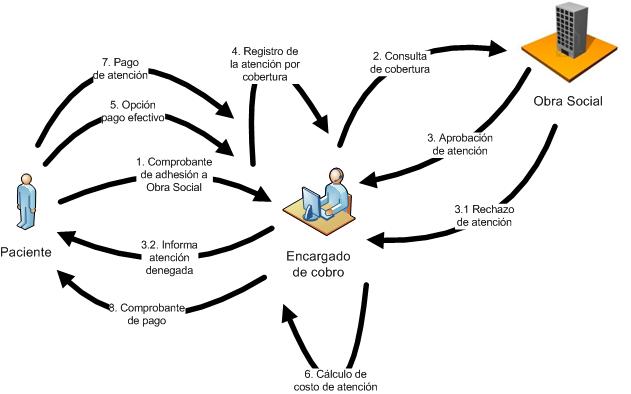 7. Pago
de atención
4. Registro de
la atención por
cobertura
2. Consulta
de cobertura
Obra Social
5. Opción
pago efectivo
3. Aprobación
de atención
1. Comprobante
de adhesión a
Obra Social
3.1 Rechazo
de atención
Paciente
3.2. Informa
atención
denegada
Encargado
de cobro
8. Comprobante
de pago
6. Cálculo de
costo de atención